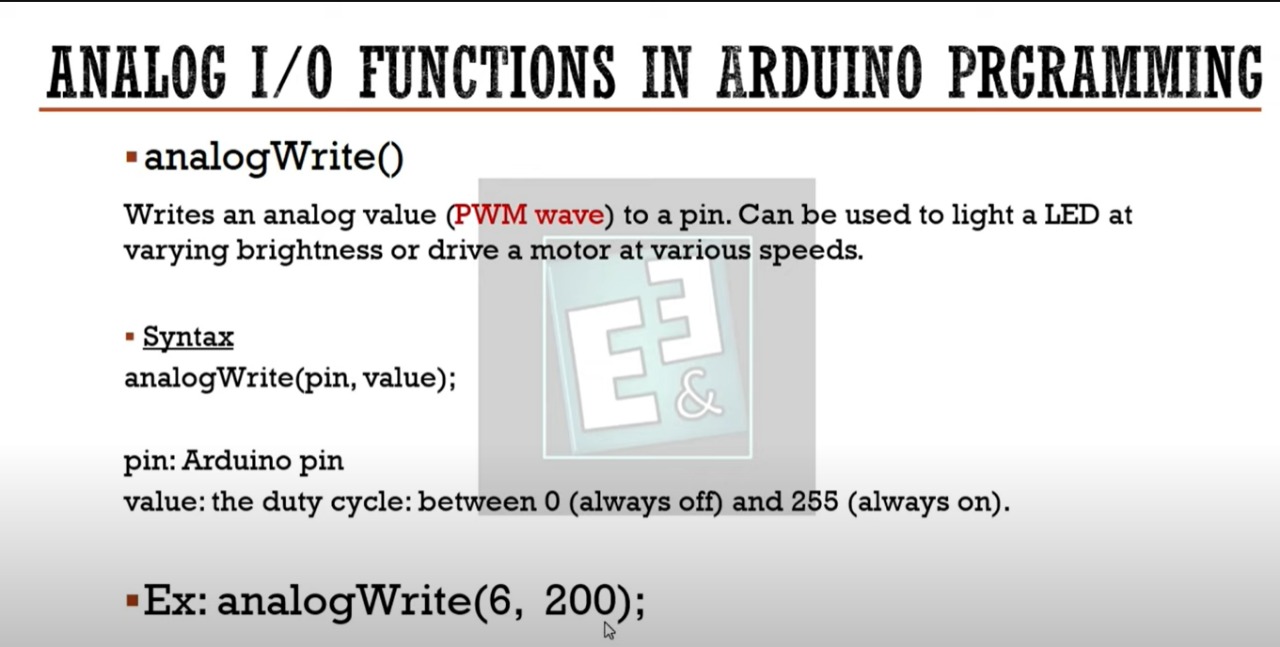 ANALOG I/O FUNCTIONS IN ARDUINO PRGRAMMING
▪ analogWrite()
Writes an analog value (PWM wave) to a pin. Can be used to light a LED at
varying brightness or drive a motor at various speeds.
▪ Syntax
analogWrite(pin, value);
pin: Arduino pin
value: the duty cycle: between 0 (always off) and 255 (always on).
▪ Ex: analogWrite(6, 200);
E
E
&